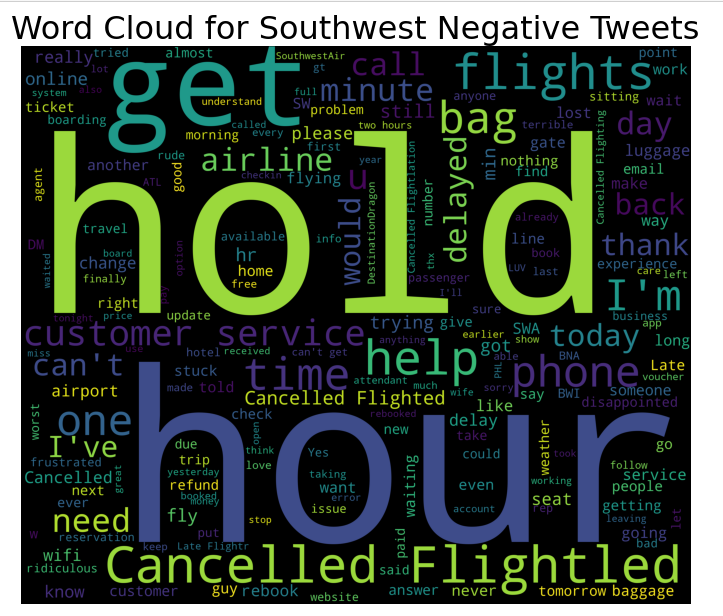 Word Cloud for Southwest Negative Tweets
really tried almost SouthwestAir call flights point work
lot get gt
online system also understand full minute anyone sitting wait
ticket SW problem still bag lost
boarding morning called every please two hours terrible day
another rude airline first year delayed min gate nothing luggage
agent ATL good checkin flying u number find email Cancelled Flighting
hold
travel would DestinationDragon Cancelled Flightlation already make back way
DM board available info line thank
change hr thx book
waited finally home option passenger LUV last experience care left
free pay I'll I'm
right update sure business
tonight price trying give SWA app
customer service anything earlier show today long
miss use hotel received can't get help got able BNA Late
can't stuck time attendant much PHL phone someone voucher
airport made told Cancelled Flighted wife sorry say BWI disappointed
worst one check rebooked like
hour
I've due open Yes new delay take weather go
frustrated trip think could took follow
Cancelled yesterday love taking waiting even working service
next great refund want people
ever booked error seat
need money issue account rep getting
reservation fly stop leaving let
W put paid going
wifi keep Late Flightr said bad
ridiculous Cancelled Flightled
know customer guy rebook website answer never tomorrow baggage